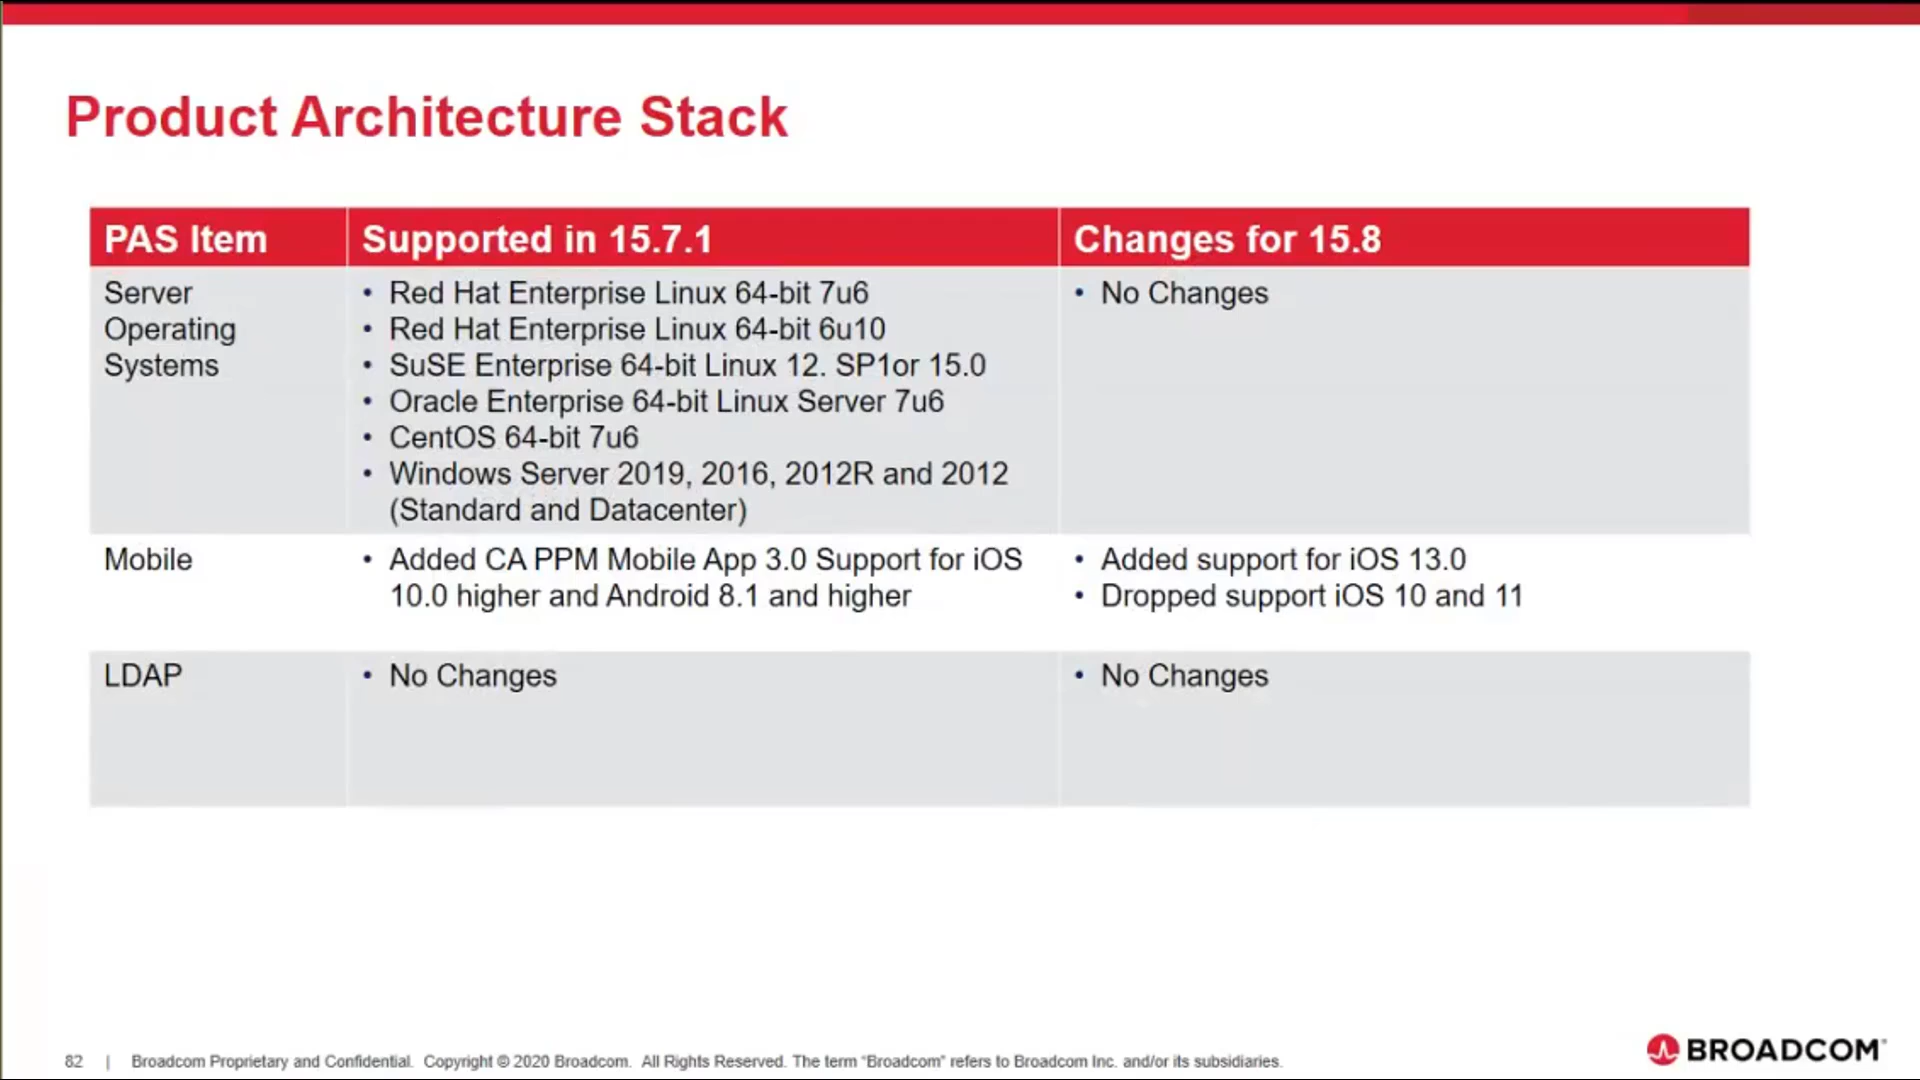 Product Architecture Stack
PAS Item
Supported in 15.7.1
Changes for 15.8
Server
Operating
Systems
• Red Hat Enterprise Linux 64-bit 7u6
• Red Hat Enterprise Linux 64-bit 6u10
• SuSE Enterprise 64-bit Linux 12. SP1or 15.0
• Oracle Enterprise 64-bit Linux Server 7u6
• CentOS 64-bit 7u6
• Windows Server 2019, 2016, 2012R and 2012
(Standard and Datacenter)
• No Changes
Mobile
• Added CA PPM Mobile App 3.0 Support for iOS
10.0 higher and Android 8.1 and higher
• Added support for iOS 13.0
• Dropped support iOS 10 and 11
LDAP
• No Changes
• No Changes
82 | Broadcom Proprietary and Confidential. Copyright © 2020 Broadcom. All Rights Reserved. The term “Broadcom” refers to Broadcom Inc. and/or its subsidiaries.
BROADCOM